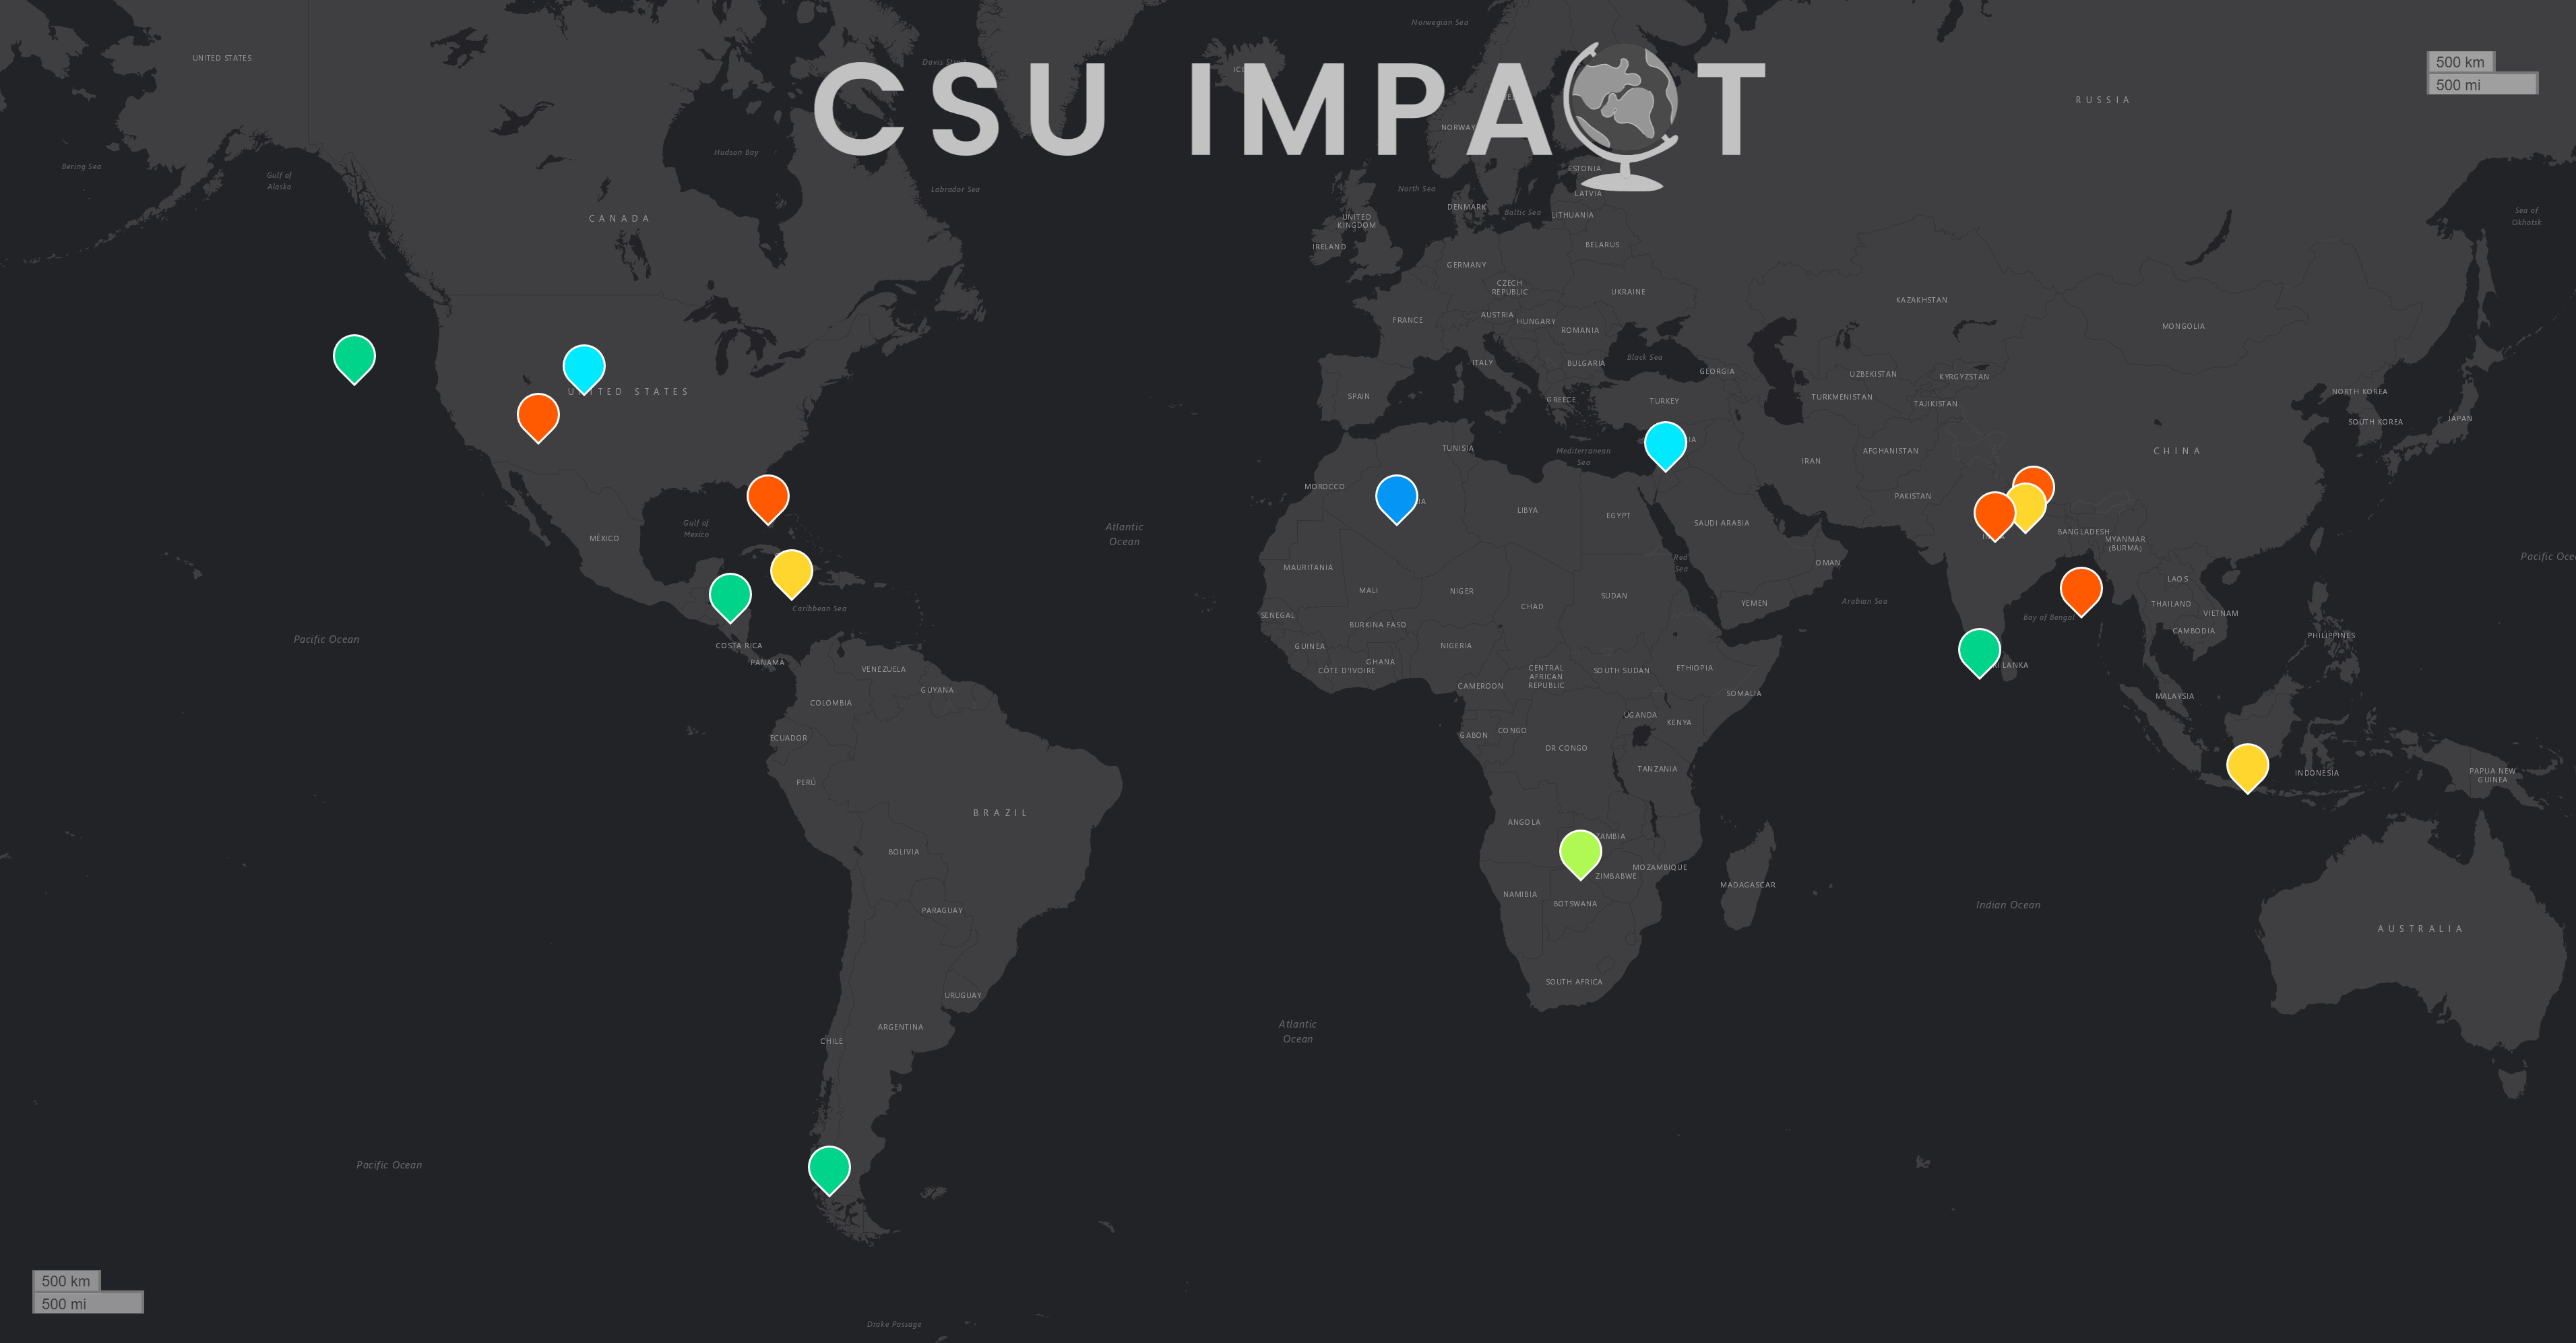 CSU IMPA T
500 km
500 mi
UNITED STATES
Norwegian Sea
Davis Strait
RUSSIA
NORWAY
Bering Sea
Gulf of
Alaska
Hudson Bay
Labrador Sea
North Sea
ESTONIA
LATVIA
DENMARK
Baltic Sea
LITHUANIA
CANADA
UNITED
KINGDOM
IRELAND
BELARUS
Sea of
Okhotsk
GERMANY
CZECH
REPUBLIC
UKRAINE
KAZAKHSTAN
FRANCE
AUSTRIA
HUNGARY
ROMANIA
MONGOLIA
ITALY
BULGARIA
Black Sea
GEORGIA
UZBEKISTAN
KYRGYZSTAN
UNITED STATES
SPAIN
GREECE
TURKEY
TURKMENISTAN
TAJIKISTAN
NORTH KOREA
SOUTH KOREA
JAPAN
TUNISIA
Mediterranean
Sea
IRAN
AFGHANISTAN
CHINA
MOROCCO
LIBYA
EGYPT
PAKISTAN
SAUDI ARABIA
Gulf of
Mexico
MÉXICO
Atlantic
Ocean
BANGLADESH
MYANMAR
(BURMA)
Red
Sea
OMAN
MAURITANIA
MALI
NIGER
CHAD
SUDAN
YEMEN
Arabian Sea
LAOS
THAILAND
VIETNAM
CAMBODIA
Bay of Bengal
PHILIPPINES
Pacific Oce
Caribbean Sea
SENEGAL
BURKINA FASO
GUINEA
GHANA
CÔTE D'IVOIRE
NIGERIA
CAMEROON
CENTRAL
AFRICAN
REPUBLIC
SOUTH SUDAN
ETHIOPIA
SOMALIA
LANKA
Pacific Ocean
COSTA RICA
PANAMÁ
VENEZUELA
GUYANA
COLOMBIA
ECUADOR
PERÚ
BRAZIL
BOLIVIA
PARAGUAY
URUGUAY
ARGENTINA
CHILE
UGANDA
KENYA
GABON
CONGO
DR CONGO
TANZANIA
MALAYSIA
INDONESIA
PAPUA NEW
GUINEA
ANGOLA
ZAMBIA
MOZAMBIQUE
ZIMBABWE
MADAGASCAR
NAMIBIA
BOTSWANA
Indian Ocean
AUSTRALIA
SOUTH AFRICA
Atlantic
Ocean
Pacific Ocean
500 km
500 mi
Drake Passage